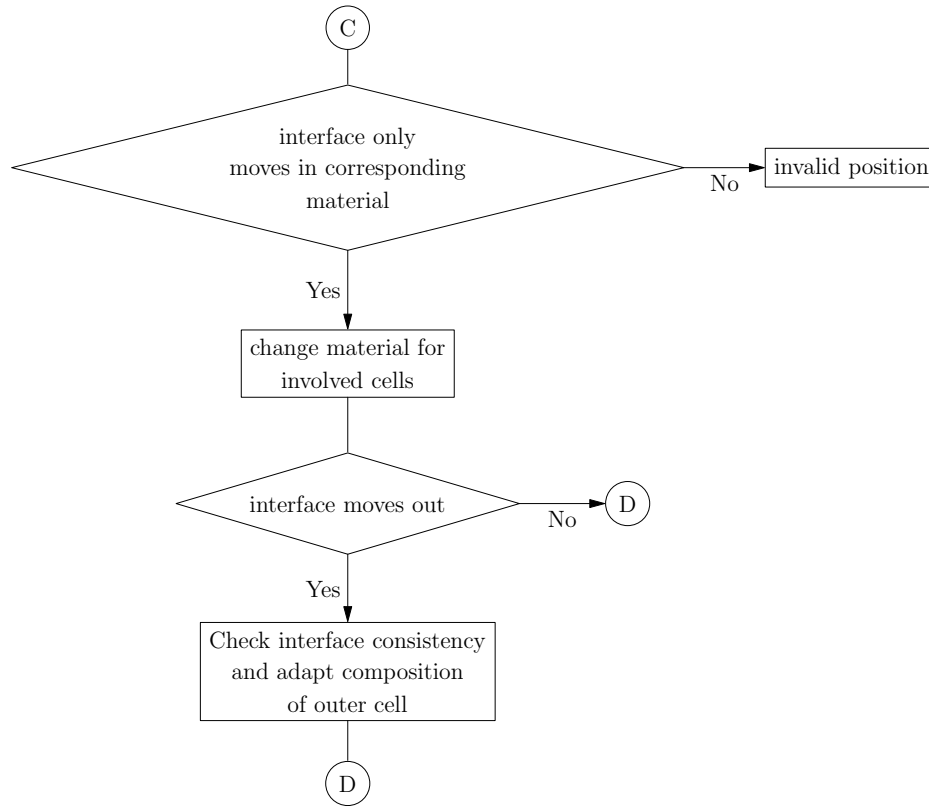 C
interface only
moves in corresponding
material
No
invalid position
Yes
change material for
involved cells
interface moves out
No
D
Yes
Check interface consistency
and adapt composition
of outer cell
D